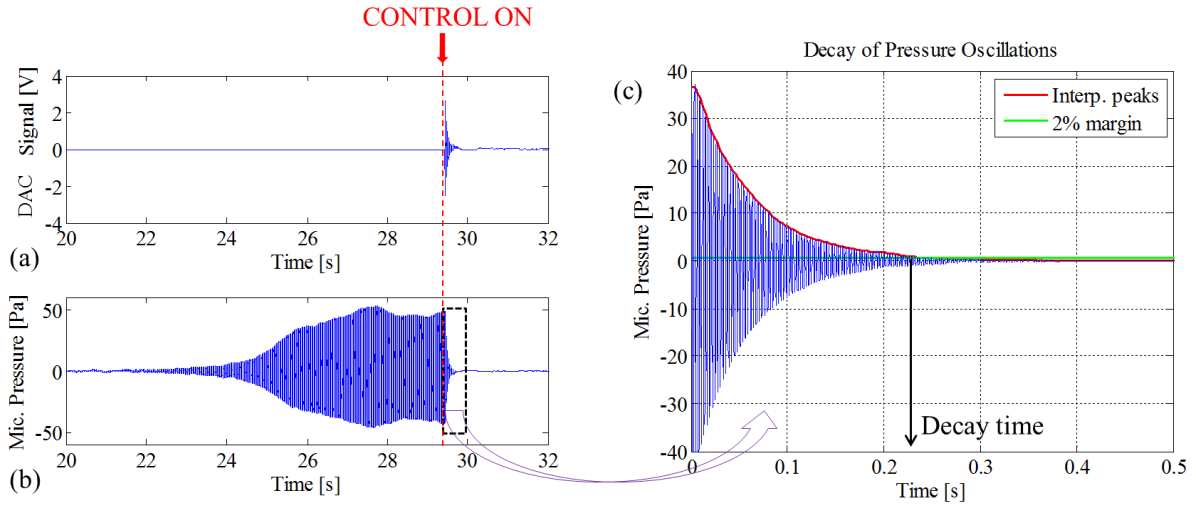 CONTROL ON
DAC Signal [V]
4
2
0
-2
-4
20 22 24 26 28 30 32
Time [s]
(a)
Mic. Pressure [Pa]
50
0
-50
20 22 24 26 28 30 32
Time [s]
(b)
Decay of Pressure Oscillations
(c)
Interp. peaks
2% margin
Mic. Pressure [Pa]
40
30
20
10
0
-10
-20
-30
-40
Decay time
0 0.1 0.2 0.3 0.4 0.5
Time [s]